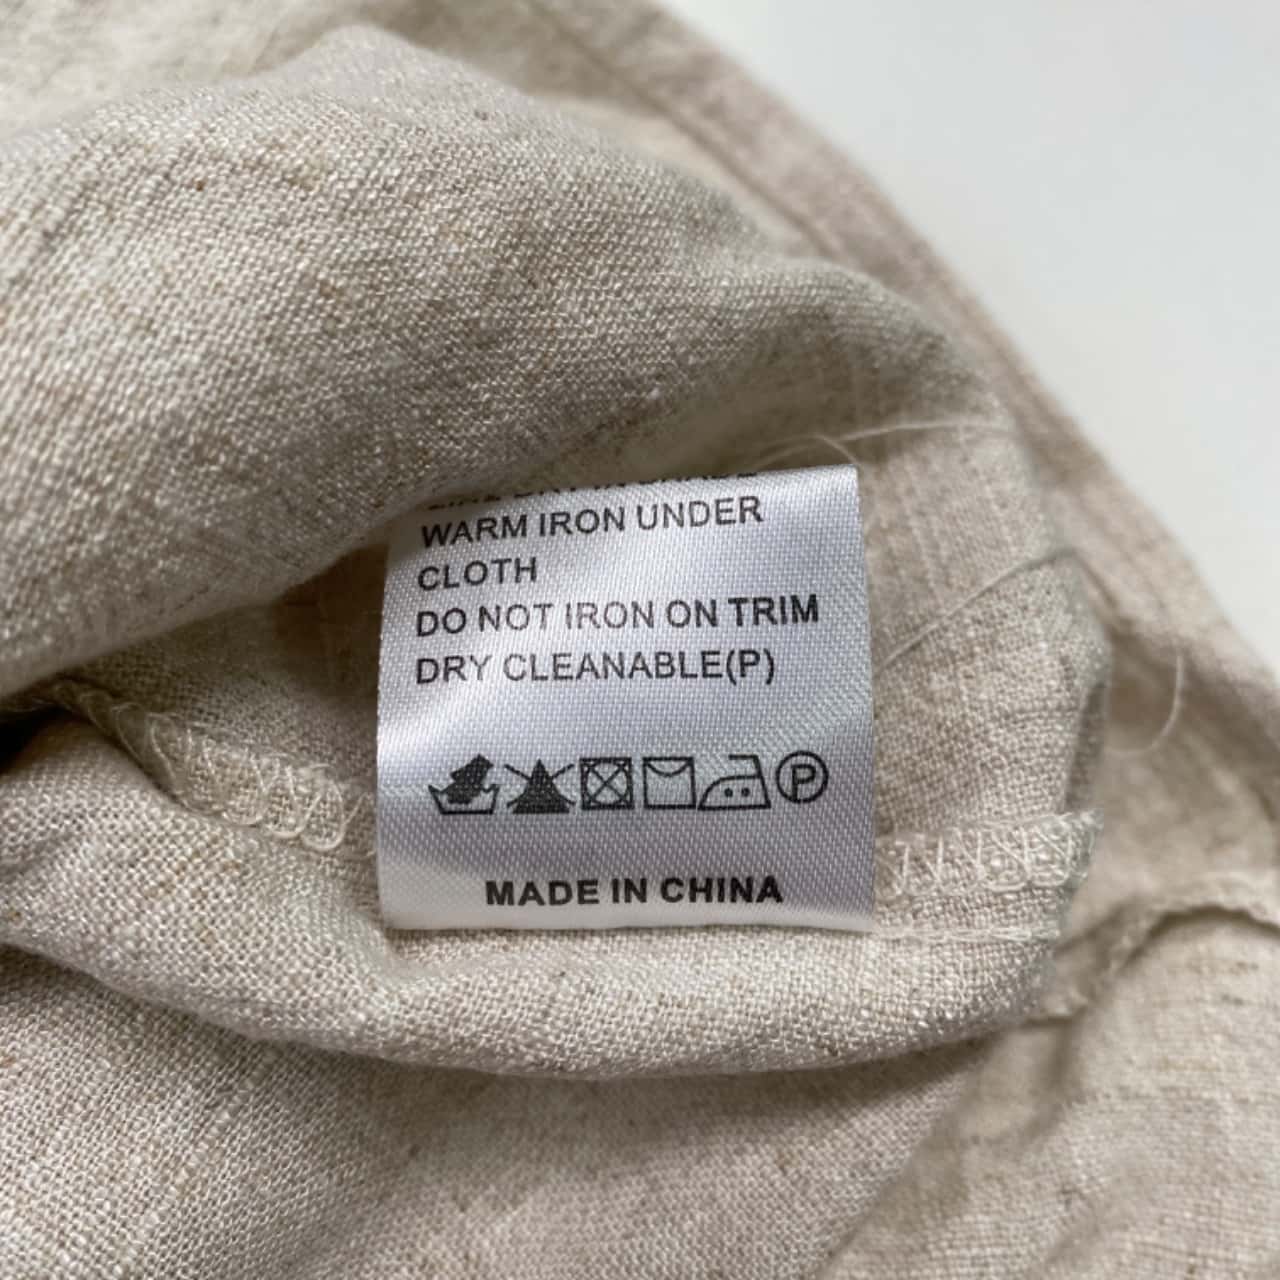 WARM IRON UNDER
CLOTH
DO NOT IRON ON TRIM
DRY CLEANABLE(P)
P
MADE IN CHINA